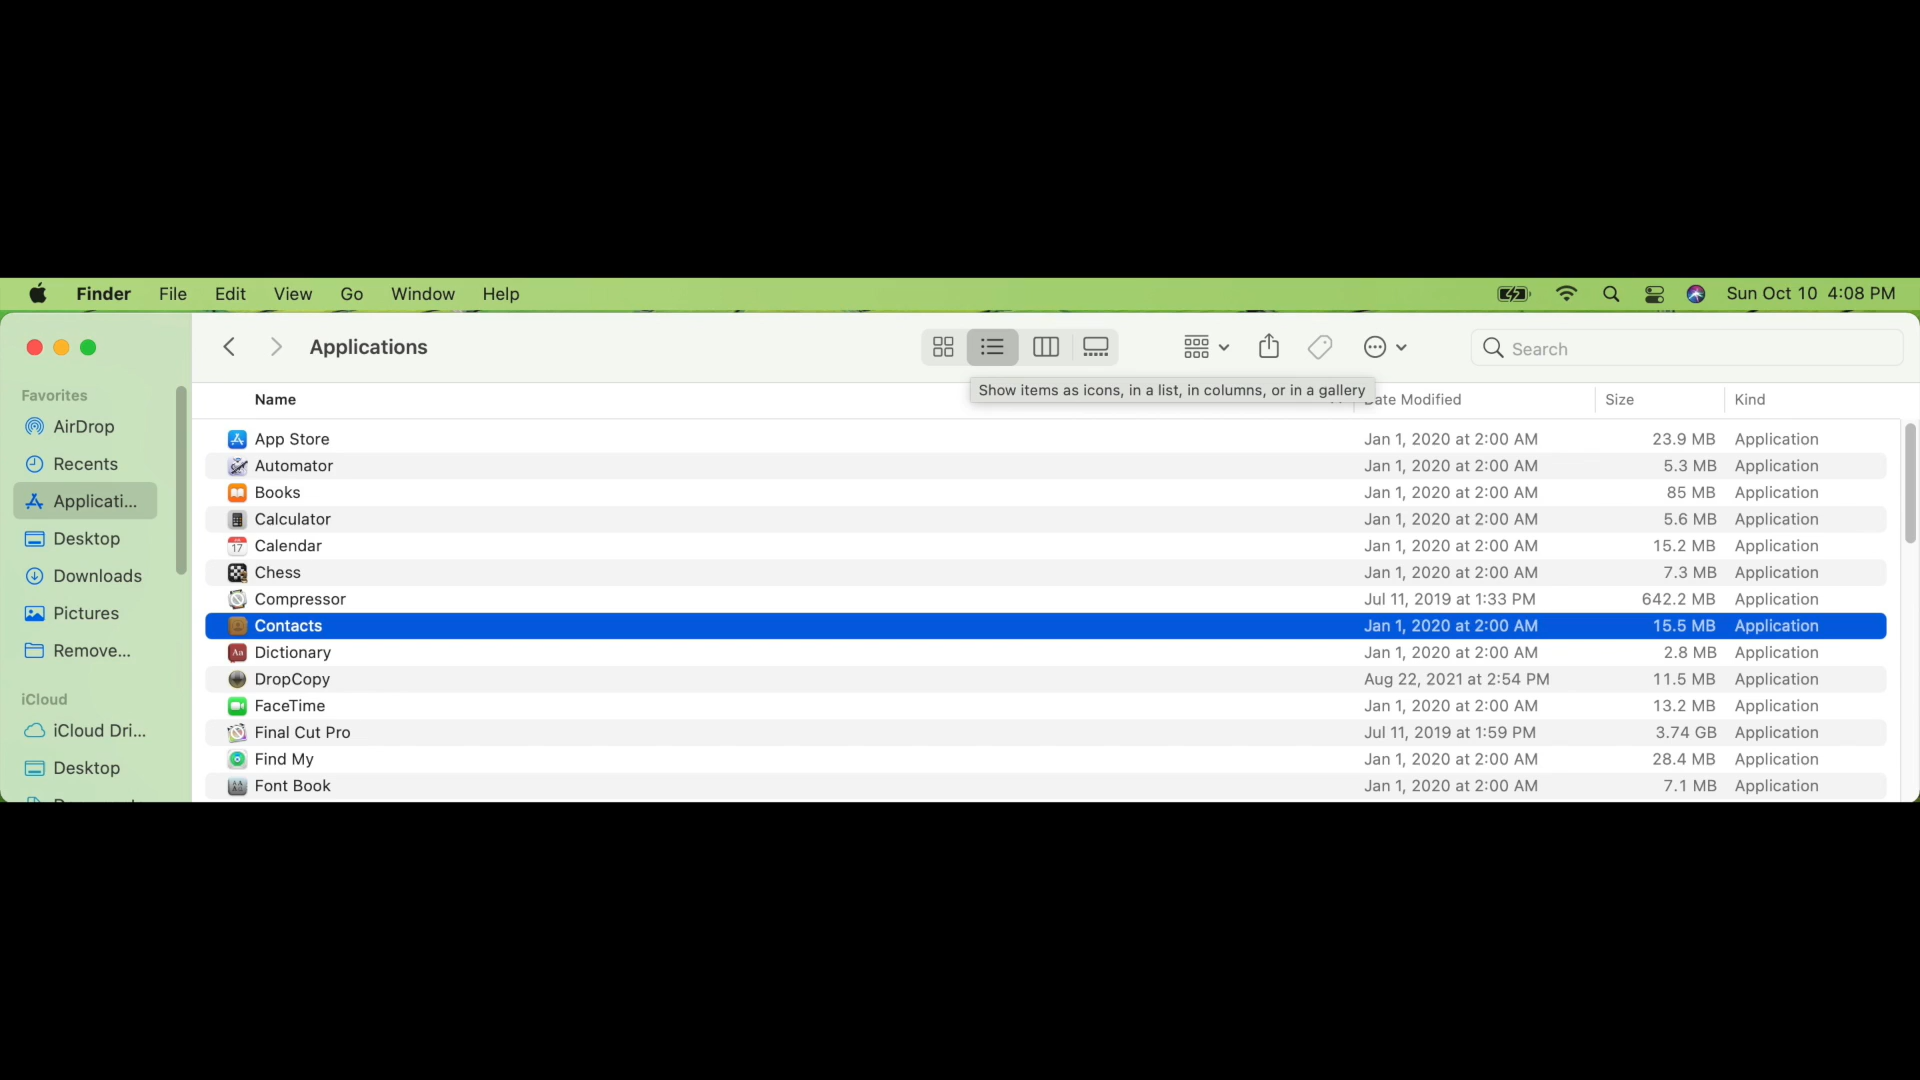 Finder File Edit View Go Window Help Sun Oct 10 4:08 PM
Applications Search
Show items as icons, in a list, in columns, or in a gallery
Favorites
AirDrop
Recents
Applicati...
Desktop
Downloads
Pictures
Remove...
iCloud
iCloud Dri...
Desktop
Name ate Modified Size Kind
App Store Jan 1, 2020 at 2:00 AM 23.9 MB Application
Automator Jan 1, 2020 at 2:00 AM 5.3 MB Application
Books Jan 1, 2020 at 2:00 AM 85 MB Application
Calculator Jan 1, 2020 at 2:00 AM 5.6 MB Application
17 Calendar Jan 1, 2020 at 2:00 AM 15.2 MB Application
Chess Jan 1, 2020 at 2:00 AM 7.3 MB Application
Compressor Jul 11, 2019 at 1:33 PM 642.2 MB Application
Contacts Jan 1, 2020 at 2:00 AM 15.5 MB Application
Aa Dictionary Jan 1, 2020 at 2:00 AM 2.8 MB Application
DropCopy Aug 22, 2021 at 2:54 PM 11.5 MB Application
FaceTime Jan 1, 2020 at 2:00 AM 13.2 MB Application
Final Cut Pro Jul 11, 2019 at 1:59 PM 3.74 GB Application
Find My Jan 1, 2020 at 2:00 AM 28.4 MB Application
Font Book Jan 1, 2020 at 2:00 AM 7.1 MB Application